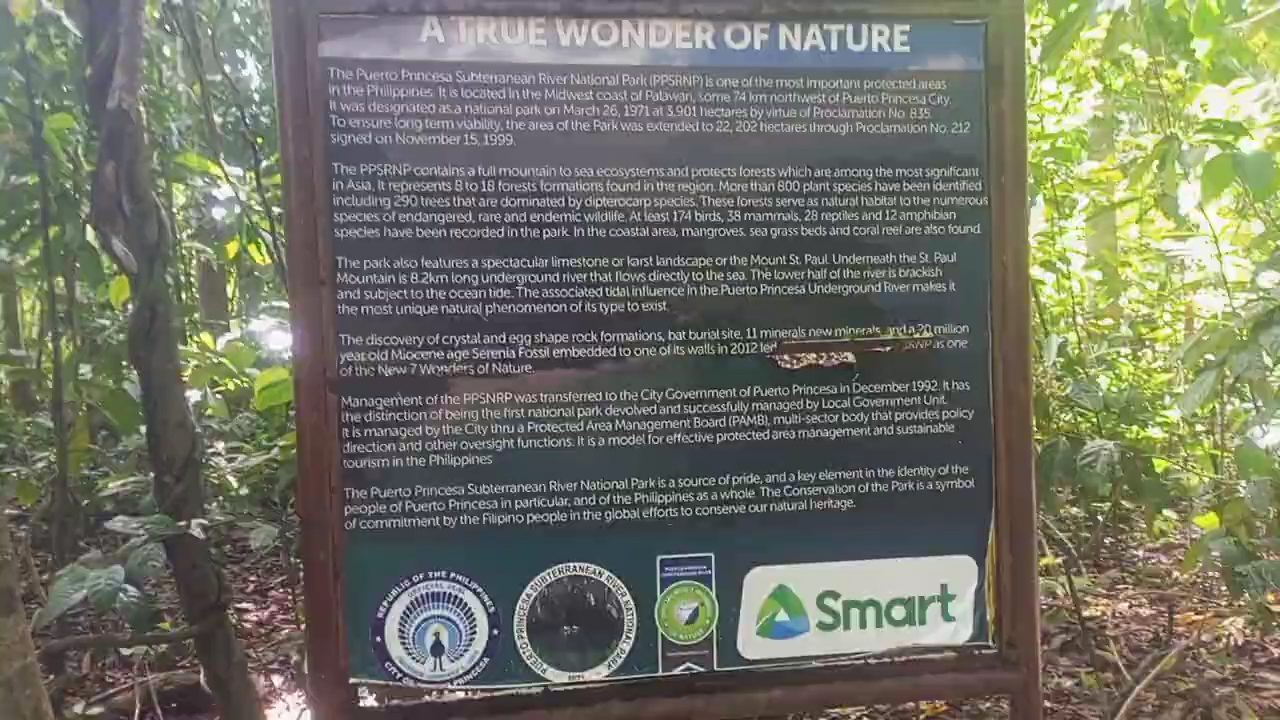 A TRUE WONDER OF NATURE
The Puerto Princesa Subterranean River National Park (PPSRNP) is one of the most important protected areas
in the Philippines. It is located in the Midwest coast of Palawan, some 74 km northwest of Puerto Princesa City.
It was designated as a national park on March 26, 1971 at 3,901 hectares by virtue of Proclamation No. 835.
To ensure long term viability, the area of the Park was extended to 22, 202 hectares through Proclamation No. 212
signed on November 15, 1999.
The PPSRNP contains a full mountain to sea ecosystems and protects forests which are among the most significant
in Asia. It represents 8 to 18 forests formations found in the region. More than 800 plant species have been identified
including 290 trees that are dominated by dipterocarp species. These forests serve as natural habitat to the numerous
species of endangered, rare and endemic wildlife. At least 174 birds, 38 mammals, 28 reptiles and 12 amphibian
species have been recorded in the park. In the coastal area, mangroves, sea grass beds and coral reef are also found.
The park also features a spectacular limestone or karst landscape or the Mount St. Paul. Underneath the St. Paul
Mountain is 8.2km long underground river that flows directly to the sea. The lower half of the river is brackish
and subject to the ocean tide. The associated tidal influence in the Puerto Princesa Underground River makes it
the most unique natural phenomenon of its type to exist.
The discovery of crystal and egg shape rock formations, bat burial site, 11 minerals new minerals, and a 20 million
year old Miocene age Serenia Fossil embedded to one of its walls in 2012 led as one
of the New 7 Wonders of Nature.
Management of the PPSNRP was transferred to the City Government of Puerto Princesa in December 1992. It has
the distinction of being the first national park devolved and successfully managed by Local Government Unit.
It is managed by the City thru a Protected Area Management Board (PAMB), multi-sector body that provides policy
direction and other oversight functions. It is a model for effective protected area management and sustainable
tourism in the Philippines
The Puerto Princesa Subterranean River National Park is a source of pride, and a key element in the identity of the
people of Puerto Princesa in particular, and of the Philippines as a whole. The Conservation of the Park is a symbol
of commitment by the Filipino people in the global efforts to conserve our natural heritage.
REPUBLIC OF THE PHILIPPINES
OFFICIAL SEAL
CITY OF PRINCESA
PUERTO PRINCESA SUBTERRANEAN RIVER NATIONAL PARK
Smart